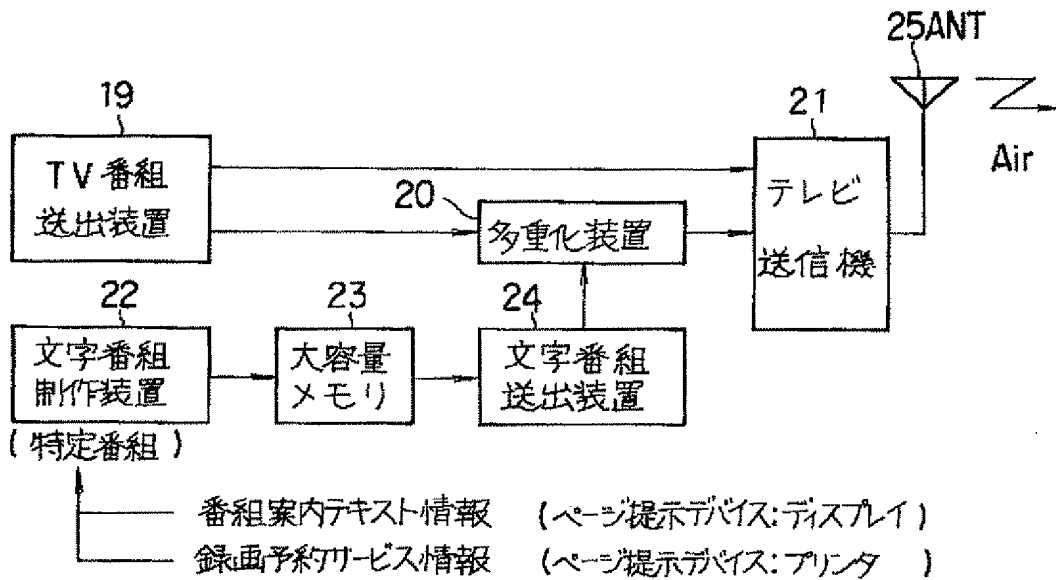 25ANT
Air
19
TV番組
送出装置
20
多重化装置
21
テレビ
送信機
22
文字番組
制作装置
(特定番組)
23
大容量
メモリ
24
文字番組
送出装置
番組案内テキスト情報 (ページ提示デバイス:ディスプレイ)
録画予約サービス情報 (ページ提示デバイス:プリンタ)